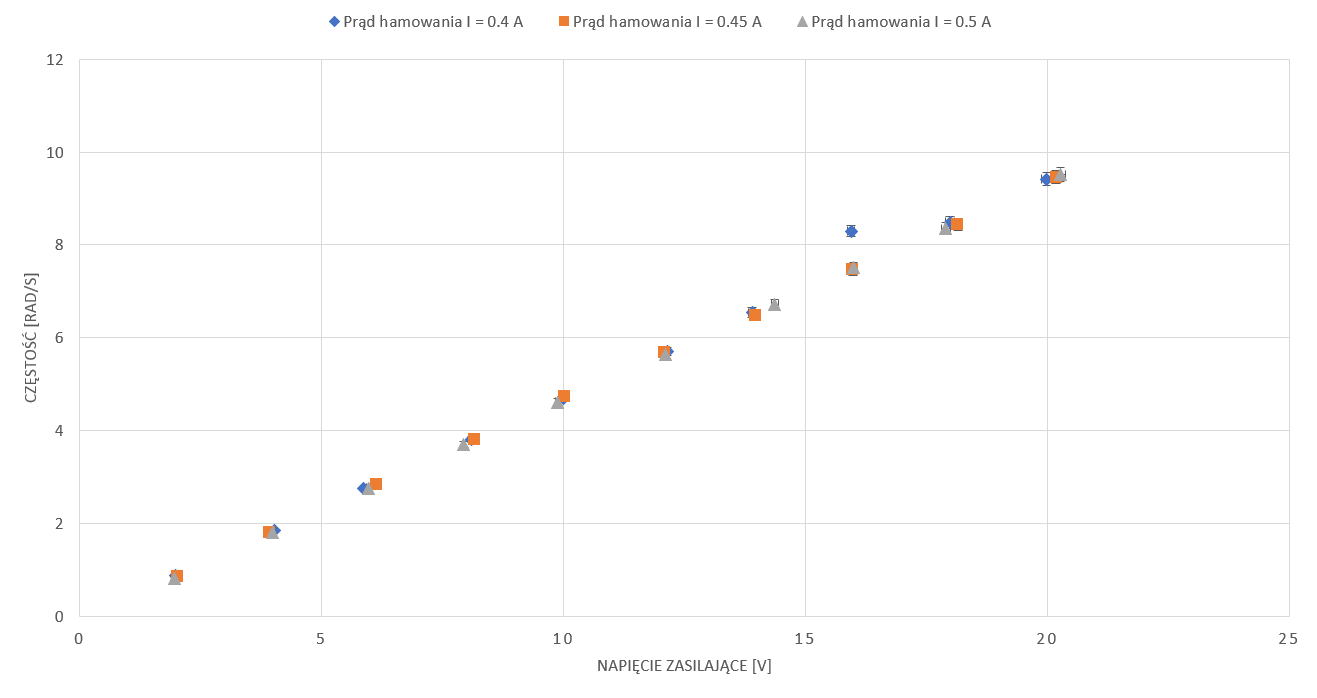 Prąd hamowania I = 0.4 A Prąd hamowania I = 0.45 A Prąd hamowania I = 0.5 A
12
10
8
6
4
2
0
CZĘSTOŚĆ [RAD/S]
0 5 10 15 20 25
NAPIĘCIE ZASILAJĄCE [V]